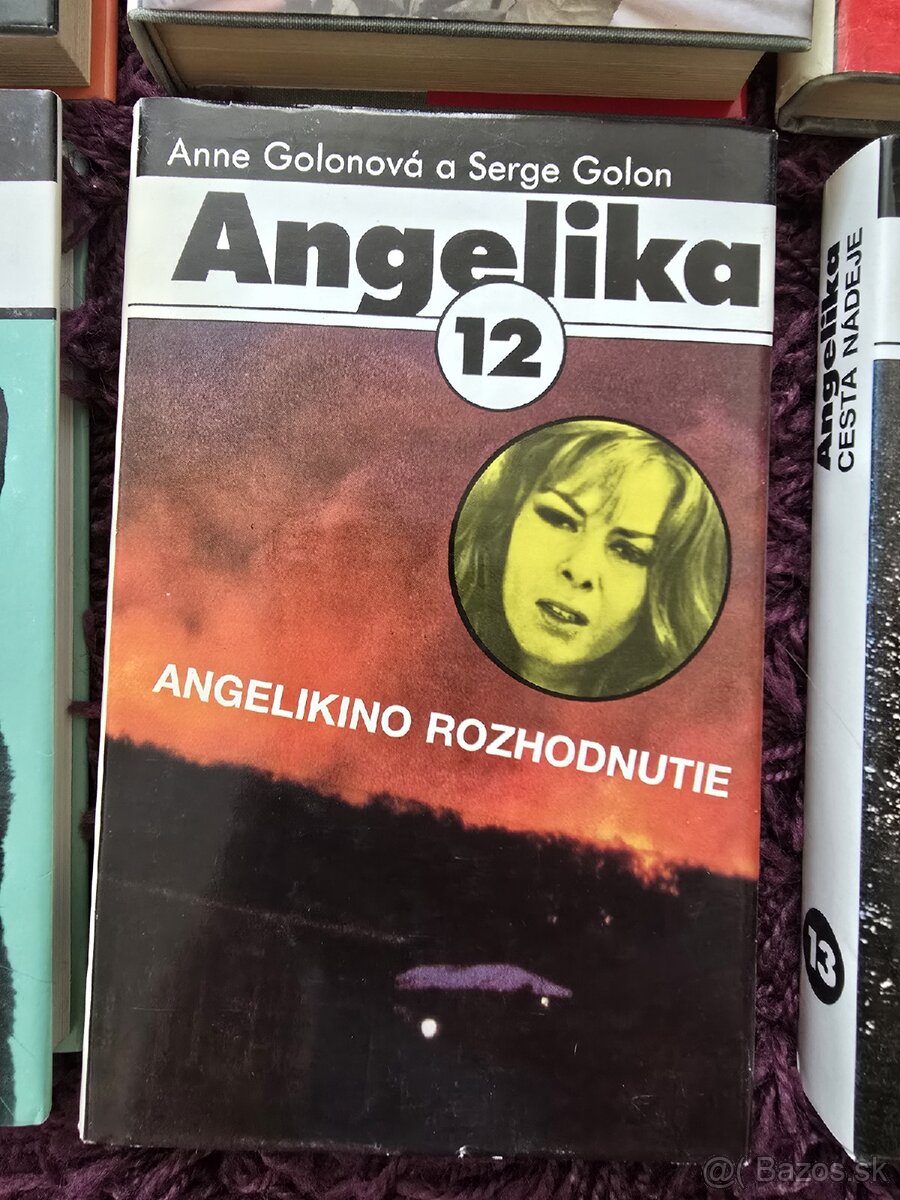 Anne Golonová a Serge Golon
Angelika
12
ANGELIKINO ROZHODNUTIE
Angelika
CESTA NÁDEJE
13
@( Bazos.sk